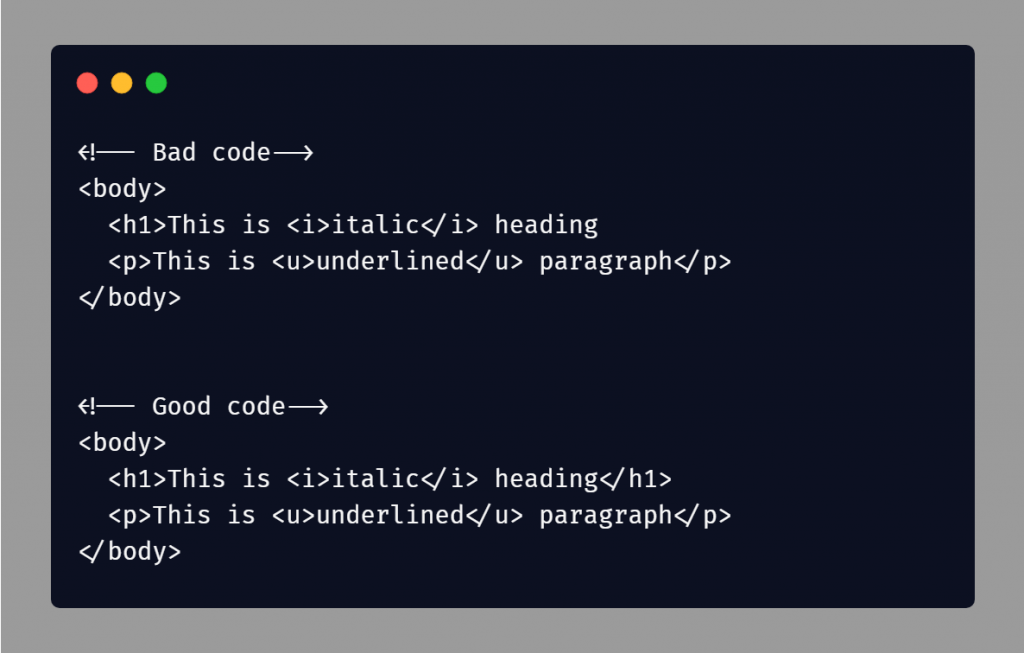 <!-- Bad code-->
<body>
  <h1>This is <i>italic</i> heading
  <p>This is <u>underlined</u> paragraph</p>
</body>
<!-- Good code-->
<body>
  <h1>This is <i>italic</i> heading</h1>
  <p>This is <u>underlined</u> paragraph</p>
</body>